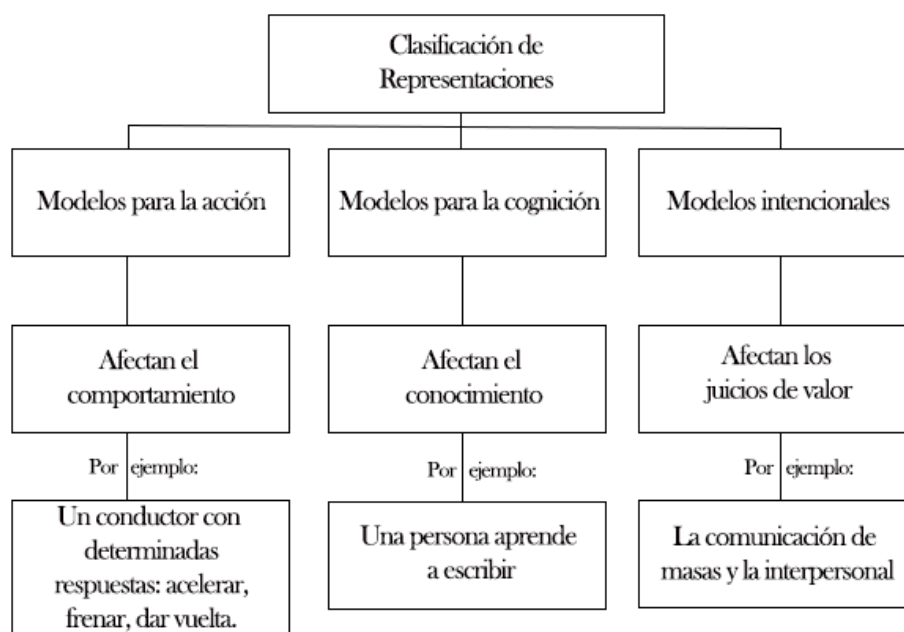 Clasificación de
Representaciones
Modelos para la acción
Modelos para la cognición
Modelos intencionales
Afectan el
comportamiento
Afectan el
conocimiento
Afectan los
juicios de valor
Por ejemplo:
Por ejemplo:
Por ejemplo:
Un conductor con
determinadas
respuestas: acelerar,
frenar, dar vuelta.
Una persona aprende
a escribir
La comunicación de
masas y la interpersonal